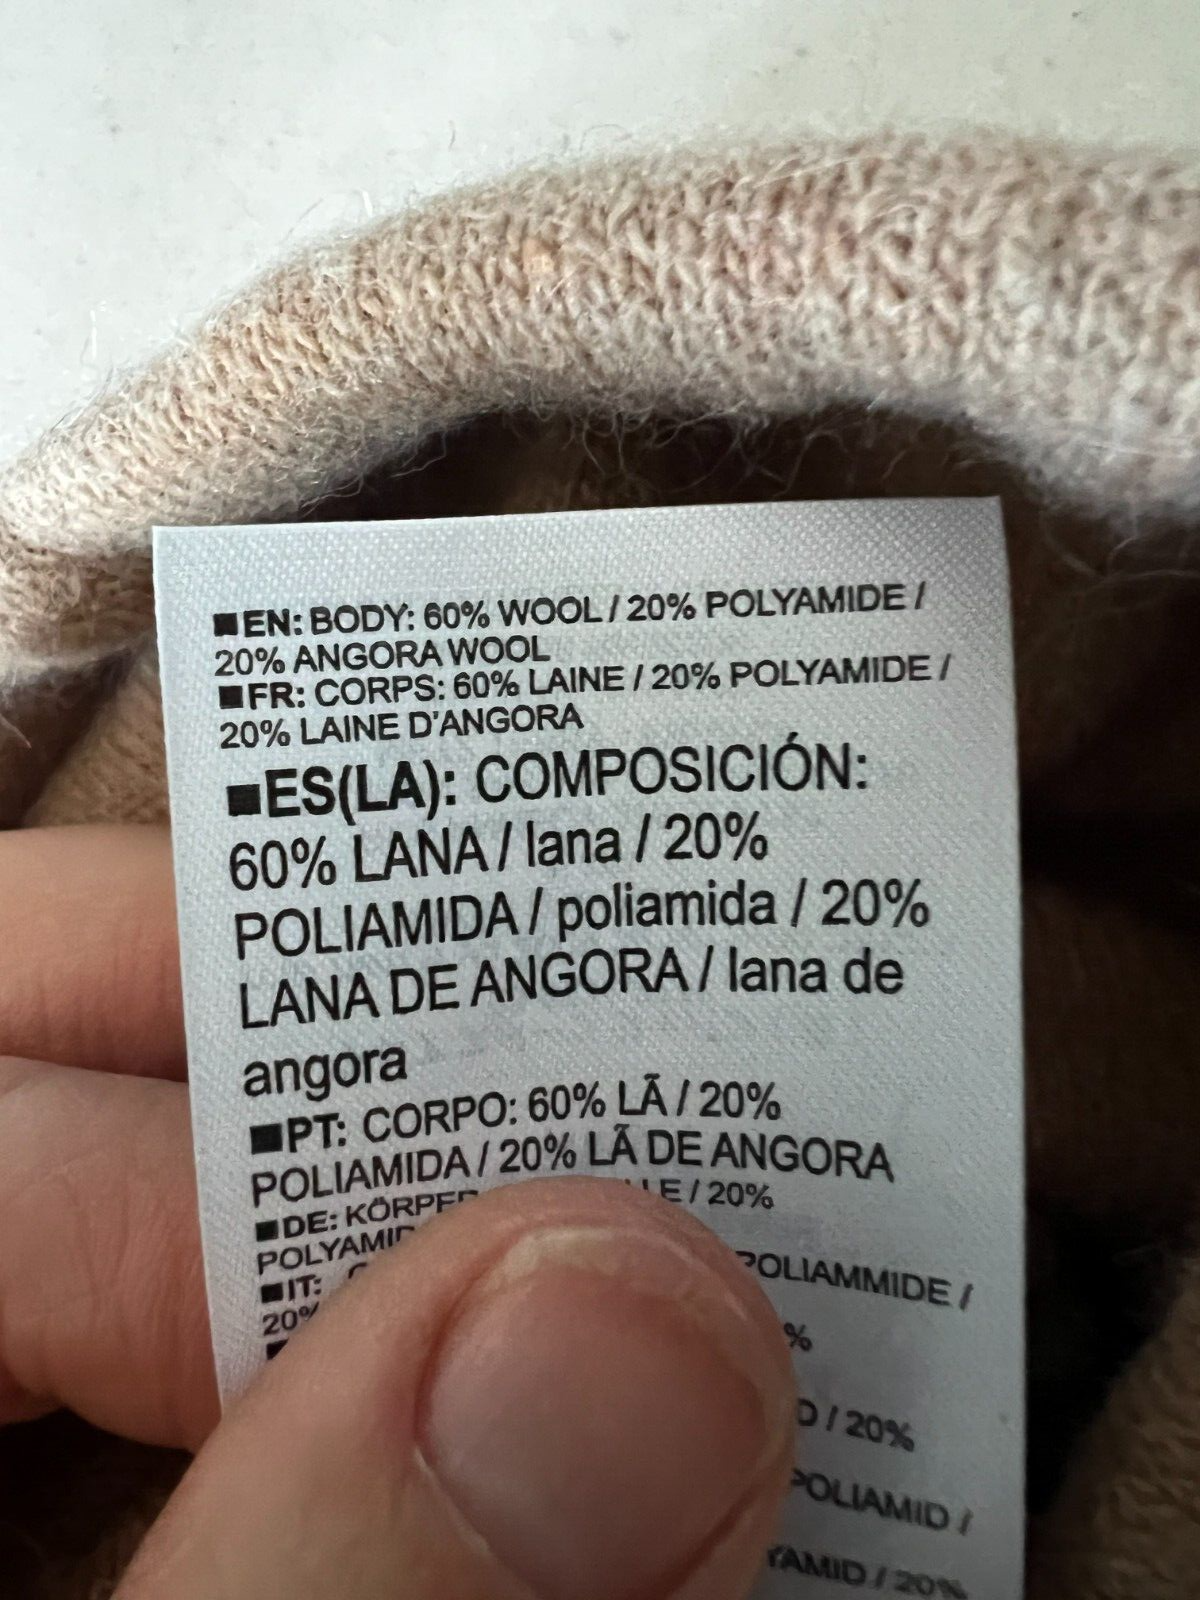 ■EN: BODY: 60% WOOL / 20% POLYAMIDE /
20% ANGORA WOOL
■FR: CORPS: 60% LAINE / 20% POLYAMIDE /
20% LAINE D'ANGORA
■ES(LA): COMPOSICIÓN:
60% LANA / lana / 20%
POLIAMIDA / poliamida / 20%
LANA DE ANGORA / lana de
angora
■PT: CORPO: 60% LÃ / 20%
POLIAMIDA / 20% LÃ DE ANGORA
■DE: / 20%
■IT: POLIAMMIDE /
20%
%
/ 20%
POLIAMID /
/ 20%